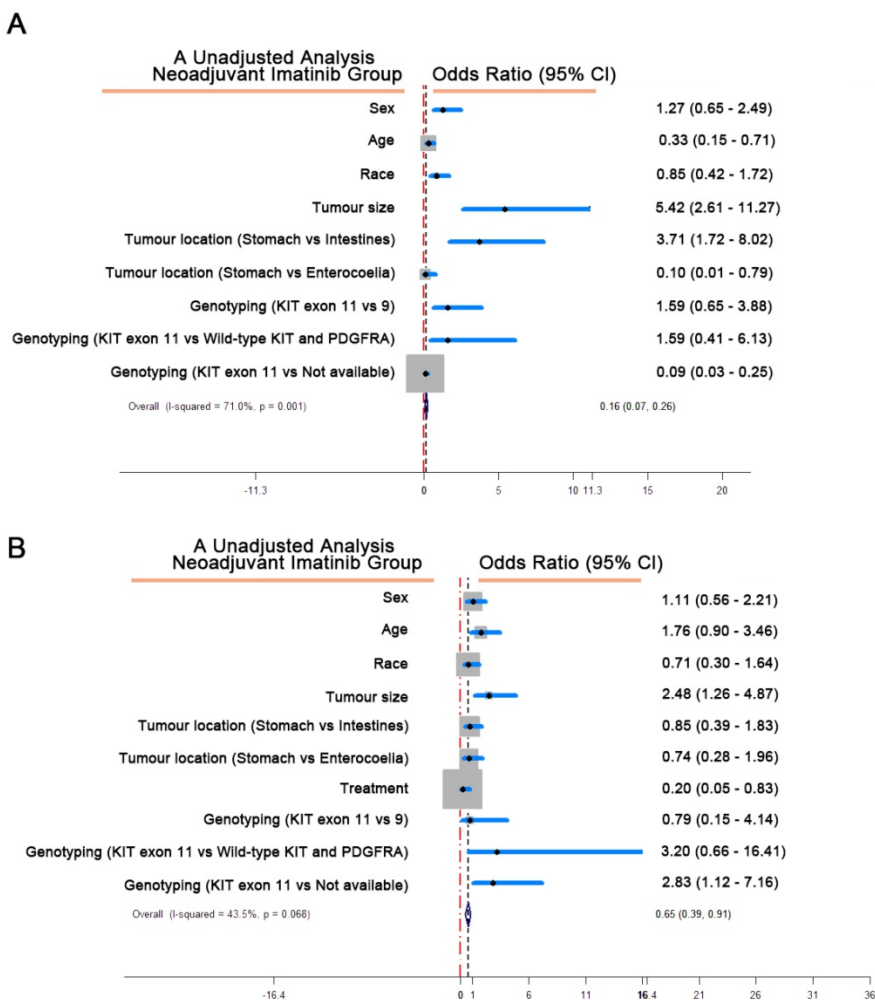 A
A Unadjusted Analysis
Neoadjuvant Imatinib Group Odds Ratio (95% CI)
Sex 1.27 (0.65 - 2.49)
Age 0.33 (0.15 - 0.71)
Race 0.85 (0.42 - 1.72)
Tumour size 5.42 (2.61 - 11.27)
Tumour location (Stomach vs Intestines) 3.71 (1.72 - 8.02)
Tumour location (Stomach vs Enterocoelia) 0.10 (0.01 - 0.79)
Genotyping (KIT exon 11 vs 9) 1.59 (0.65 - 3.88)
Genotyping (KIT exon 11 vs Wild-type KIT and PDGFRA) 1.59 (0.41 - 6.13)
Genotyping (KIT exon 11 vs Not available) 0.09 (0.03 - 0.25)
Overall (I-squared = 71.0%, p = 0.001) 0.16 (0.07, 0.26)
-11.3 0 5 10 11.3 15 20
B
A Unadjusted Analysis
Neoadjuvant Imatinib Group Odds Ratio (95% CI)
Sex 1.11 (0.56 - 2.21)
Age 1.76 (0.90 - 3.46)
Race 0.71 (0.30 - 1.64)
Tumour size 2.48 (1.26 - 4.87)
Tumour location (Stomach vs Intestines) 0.85 (0.39 - 1.83)
Tumour location (Stomach vs Enterocoelia) 0.74 (0.28 - 1.96)
Treatment 0.20 (0.05 - 0.83)
Genotyping (KIT exon 11 vs 9) 0.79 (0.15 - 4.14)
Genotyping (KIT exon 11 vs Wild-type KIT and PDGFRA) 3.20 (0.66 - 16.41)
Genotyping (KIT exon 11 vs Not available) 2.83 (1.12 - 7.16)
Overall (I-squared = 43.5%, p = 0.068) 0.65 (0.39, 0.91)
-16.4 0 1 6 11 16 16.4 21 26 31 36